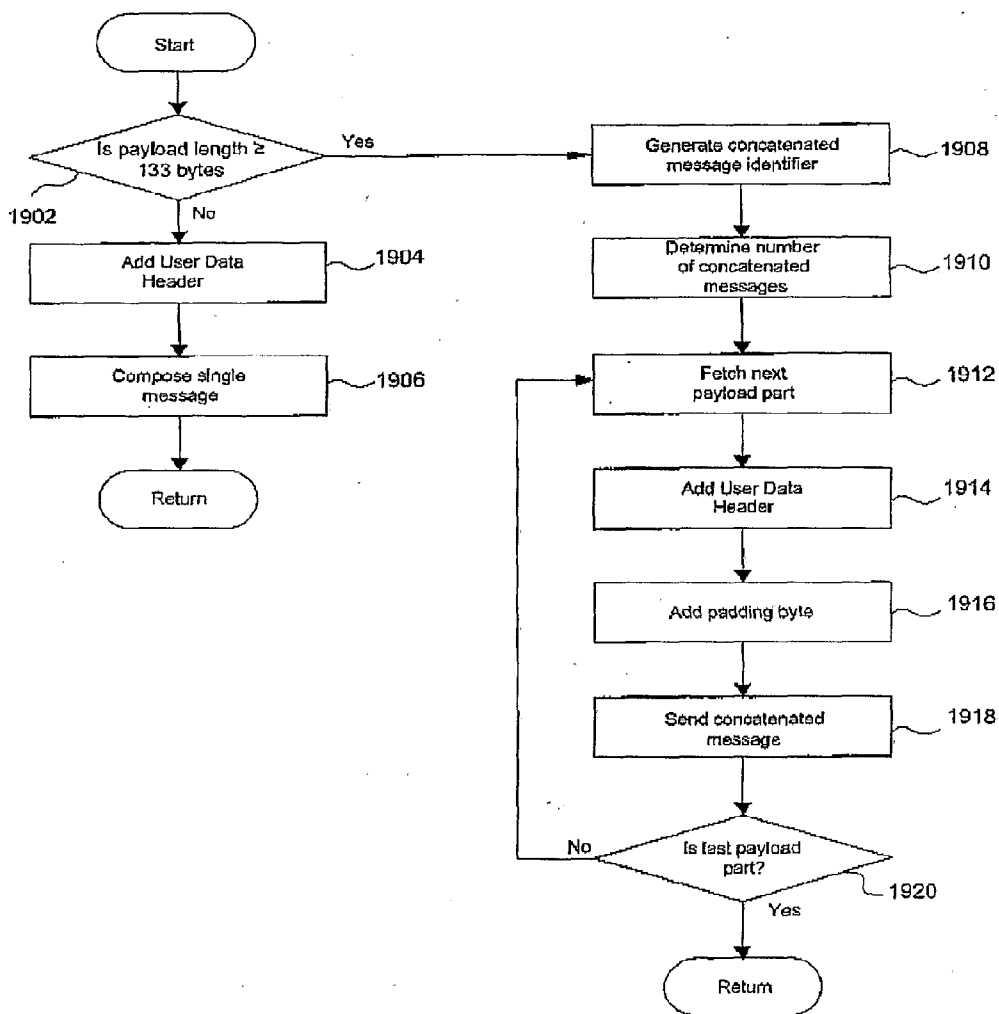 Start
Is payload length ≥
133 bytes
Yes
1902
No
Add User Data
Header
1904
Compose single
message
1906
Return
Generate concatenated
message identifier
1908
Determine number
of concatenated
messages
1910
Fetch next
payload part
1912
Add User Data
Header
1914
Add padding byte
1916
Send concatenated
message
1918
No
Is last payload
part?
1920
Yes
Return